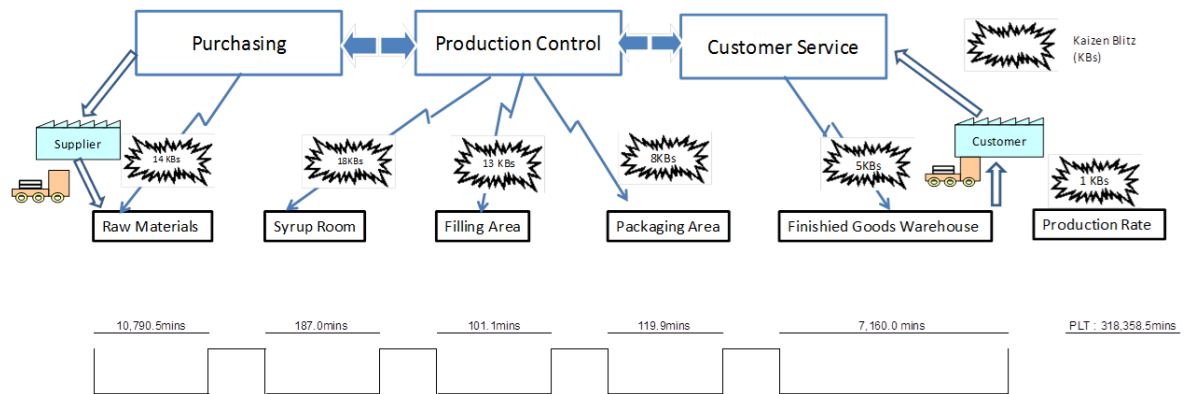 Purchasing
Production Control
Customer Service
Kaizen Blitz
(KBs)
Supplier
14 KBs
18KBs
13 KBs
8KBs
5KBs
Customer
1 KBs
Raw Materials
Syrup Room
Filling Area
Packaging Area
Finishied Goods Warehouse
Production Rate
10,790.5mins
187.0mins
101.1mins
119.9mins
7,160.0 mins
PLT : 318,358.5mins